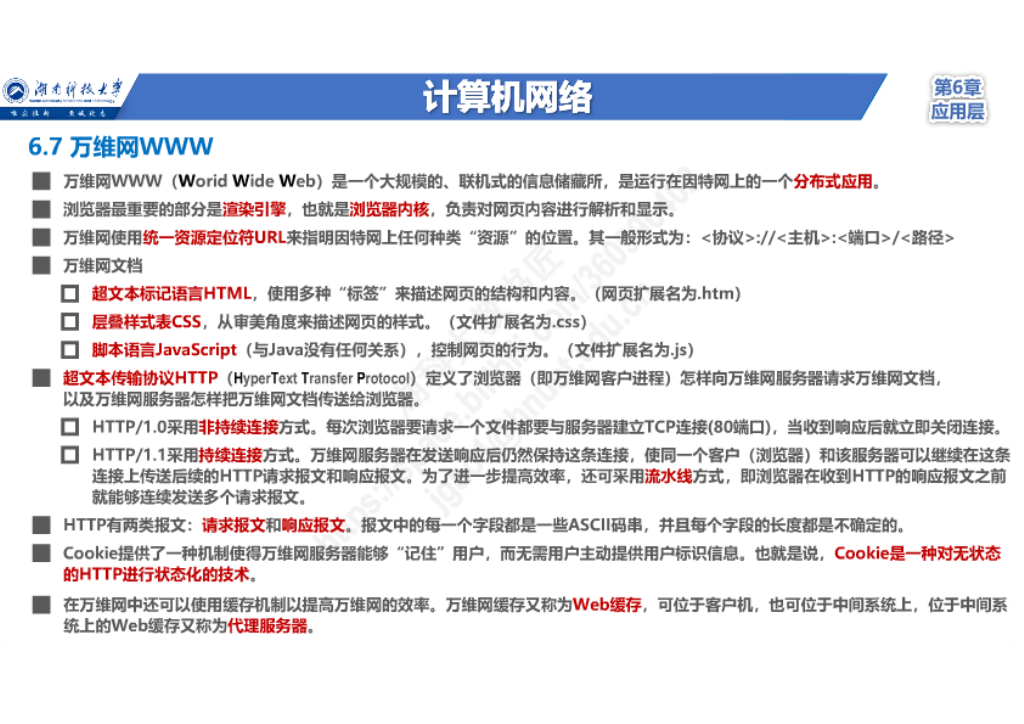 湖南科技大学
计算机网络
第6章
应用层
6.7 万维网WWW
万维网WWW（Worid Wide Web）是一个大规模的、联机式的信息储藏所，是运行在因特网上的一个分布式应用。
浏览器最重要的部分是渲染引擎，也就是浏览器内核，负责对网页内容进行解析和显示。
万维网使用统一资源定位符URL来指明因特网上任何种类“资源”的位置。其一般形式为：<协议>://<主机>:<端口>/<路径>
万维网文档
超文本标记语言HTML，使用多种“标签”来描述网页的结构和内容。（网页扩展名为.htm）
层叠样式表CSS，从审美角度来描述网页的样式。（文件扩展名为.css）
脚本语言JavaScript（与Java没有任何关系），控制网页的行为。（文件扩展名为.js）
超文本传输协议HTTP（HyperText Transfer Protocol）定义了浏览器（即万维网客户进程）怎样向万维网服务器请求万维网文档，
以及万维网服务器怎样把万维网文档传送给浏览器。
HTTP/1.0采用非持续连接方式。每次浏览器要请求一个文件都要与服务器建立TCP连接(80端口)，当收到响应后就立即关闭连接。
HTTP/1.1采用持续连接方式。万维网服务器在发送响应后仍然保持这条连接，使同一个客户（浏览器）和该服务器可以继续在这条
连接上传送后续的HTTP请求报文和响应报文。为了进一步提高效率，还可采用流水线方式，即浏览器在收到HTTP的响应报文之前
就能够连续发送多个请求报文。
HTTP有两类报文：请求报文和响应报文。报文中的每一个字段都是一些ASCII码串，并且每个字段的长度都是不确定的。
Cookie提供了一种机制使得万维网服务器能够“记住”用户，而无需用户主动提供用户标识信息。也就是说，Cookie是一种对无状态
的HTTP进行状态化的技术。
在万维网中还可以使用缓存机制以提高万维网的效率。万维网缓存又称为Web缓存，可位于客户机，也可位于中间系统上，位于中间系
统上的Web缓存又称为代理服务器。